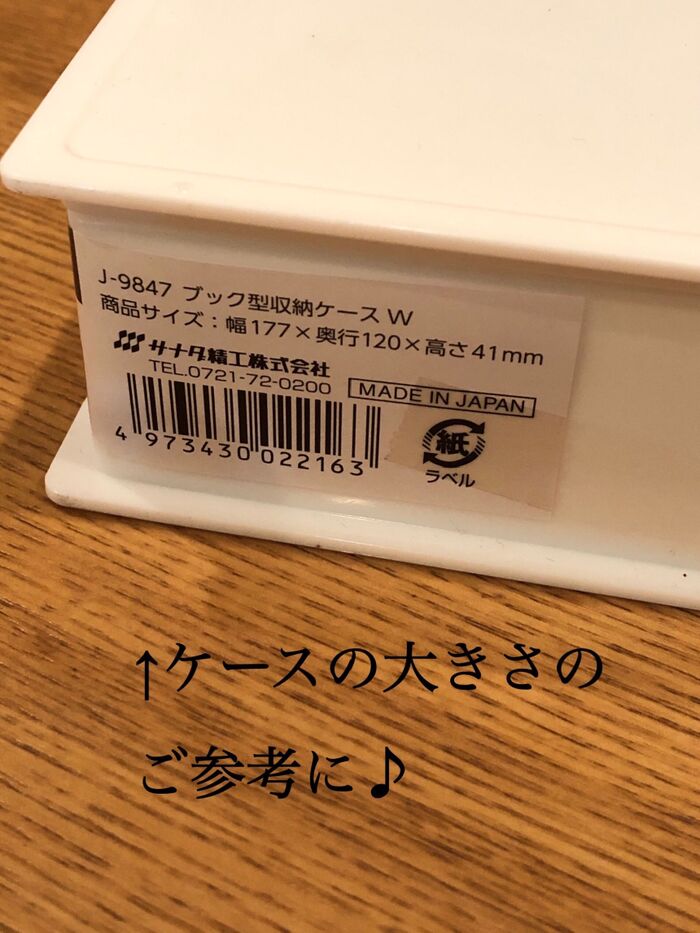 J-9847 ブック型収納ケース W
商品サイズ：幅177×奥行120×高さ41mm
サナダ精工株式会社
TEL.0721-72-0200
MADE IN JAPAN
4 973430 022163
紙
ラベル
↑ケースの大きさの
ご参考に♪